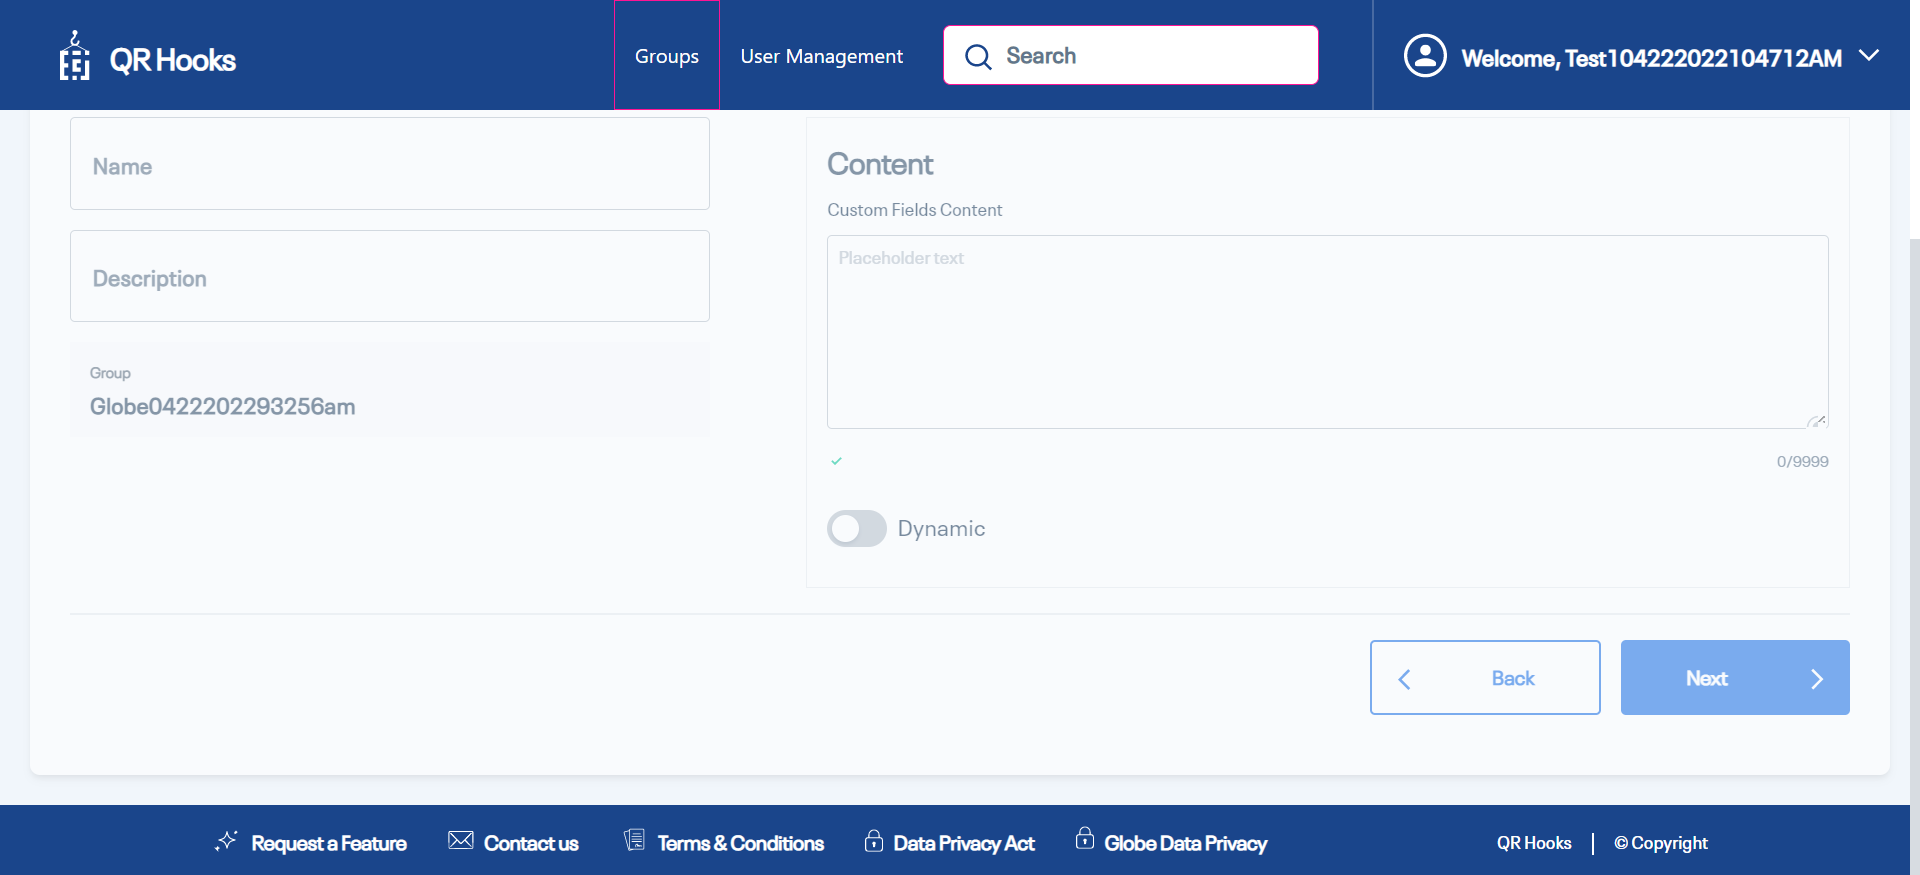 QR Hooks
Groups
User Management
Search
Welcome, Test104222022104712AM
Name
Description
Group
Globe0422202293256am
Content
Custom Fields Content
Placeholder text
0/9999
Dynamic
Back
Next
Request a Feature
Contact us
Terms & Conditions
Data Privacy Act
Globe Data Privacy
QR Hooks
© Copyright